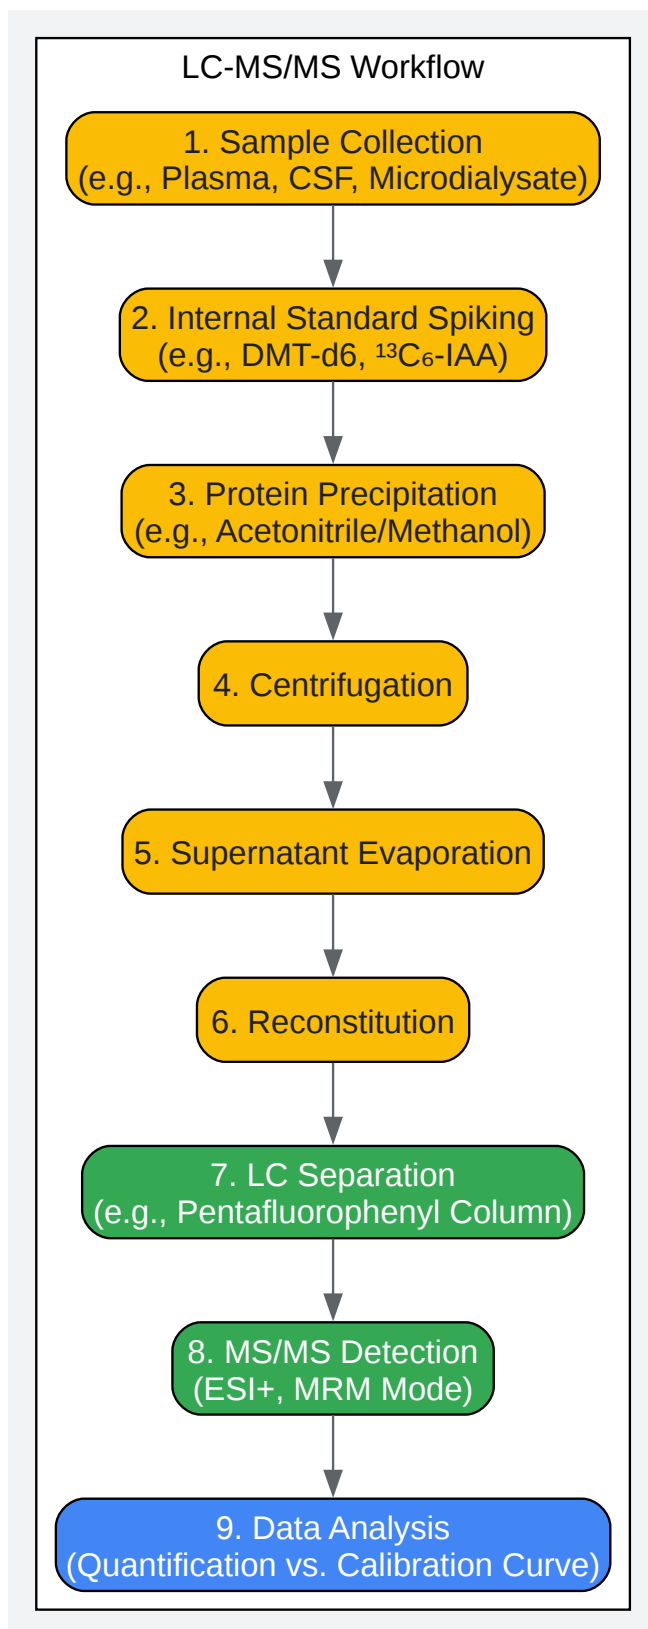 LC-MS/MS Workflow
1. Sample Collection
(e.g., Plasma, CSF, Microdialysate)
2. Internal Standard Spiking
(e.g., DMT-d6, ¹³C₆-IAA)
3. Protein Precipitation
(e.g., Acetonitrile/Methanol)
4. Centrifugation
5. Supernatant Evaporation
6. Reconstitution
7. LC Separation
(e.g., Pentafluorophenyl Column)
8. MS/MS Detection
(ESI+, MRM Mode)
9. Data Analysis
(Quantification vs. Calibration Curve)